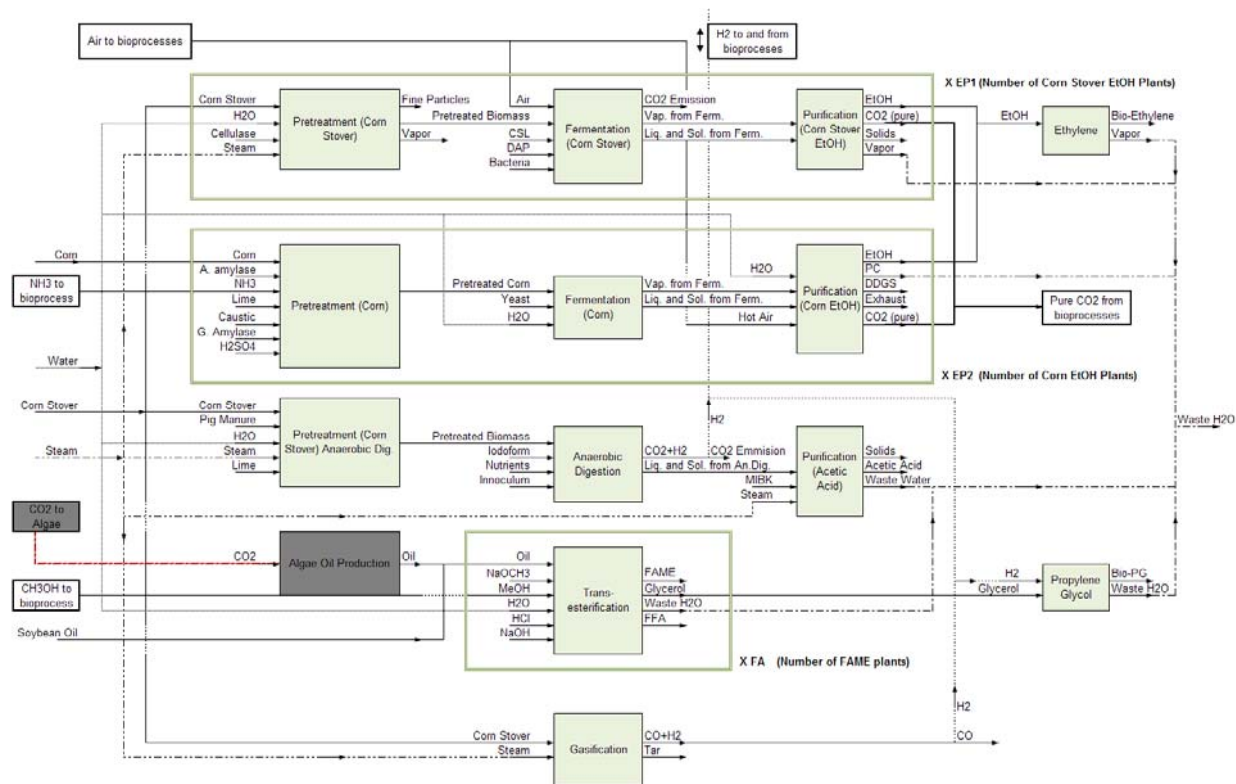 Air to bioprocesses
H2 to and from
bioproceses
X EP1 (Number of Corn Stover EtOH Plants)
Corn Stover
H2O
Cellulase
Steam
Pretreatment (Corn
Stover)
Fine Particles
Vapor
Air
Pretreated Biomass
CSL
DAP
Bacteria
Fermentation
(Corn Stover)
CO2 Emission
Vap. from Ferm.
Liq. and Sol. from Ferm.
Purification
(Corn Stover
EtOH)
EtOH
CO2 (pure)
Solids
Vapor
EtOH
Ethylene
Bio-Ethylene
Vapor
Corn
NH3 to
bioprocess
Corn
A. amylase
NH3
Lime
Caustic
G. Amylase
H2SO4
Pretreatment (Corn)
Pretreated Corn
Yeast
H2O
Fermentation
(Corn)
Vap. from Ferm.
Liq. and Sol. from Ferm.
H2O
Hot Air
Purification
(Corn EtOH)
EtOH
PC
DDGS
Exhaust
CO2 (pure)
Pure CO2 from
bioprocesses
X EP2 (Number of Corn EtOH Plants)
Water
Corn Stover
Steam
Corn Stover
Pig Manure
H2O
Steam
Lime
Pretreatment (Corn
Stover) Anaerobic Dig.
Pretreated Biomass
Iodoform
Nutrients
Innoculum
Anaerobic
Digestion
H2
CO2+H2
CO2 Emmision
Liq. and Sol. from An.Dig.
MIBK
Steam
Purification
(Acetic
Acid)
Solids
Acetic Acid
Waste Water
Waste H2O
CO2 to
Algae
CO2
Algae Oil Production
Oil
CH3OH to
bioprocess
Soybean Oil
Oil
NaOCH3
MeOH
H2O
HCl
NaOH
Trans-
esterification
FAME
Glycerol
Waste H2O
FFA
X FA (Number of FAME plants)
H2
Glycerol
Propylene
Glycol
Bio-PG
Waste H2O
Corn Stover
Steam
Gasification
CO+H2
Tar
H2
CO